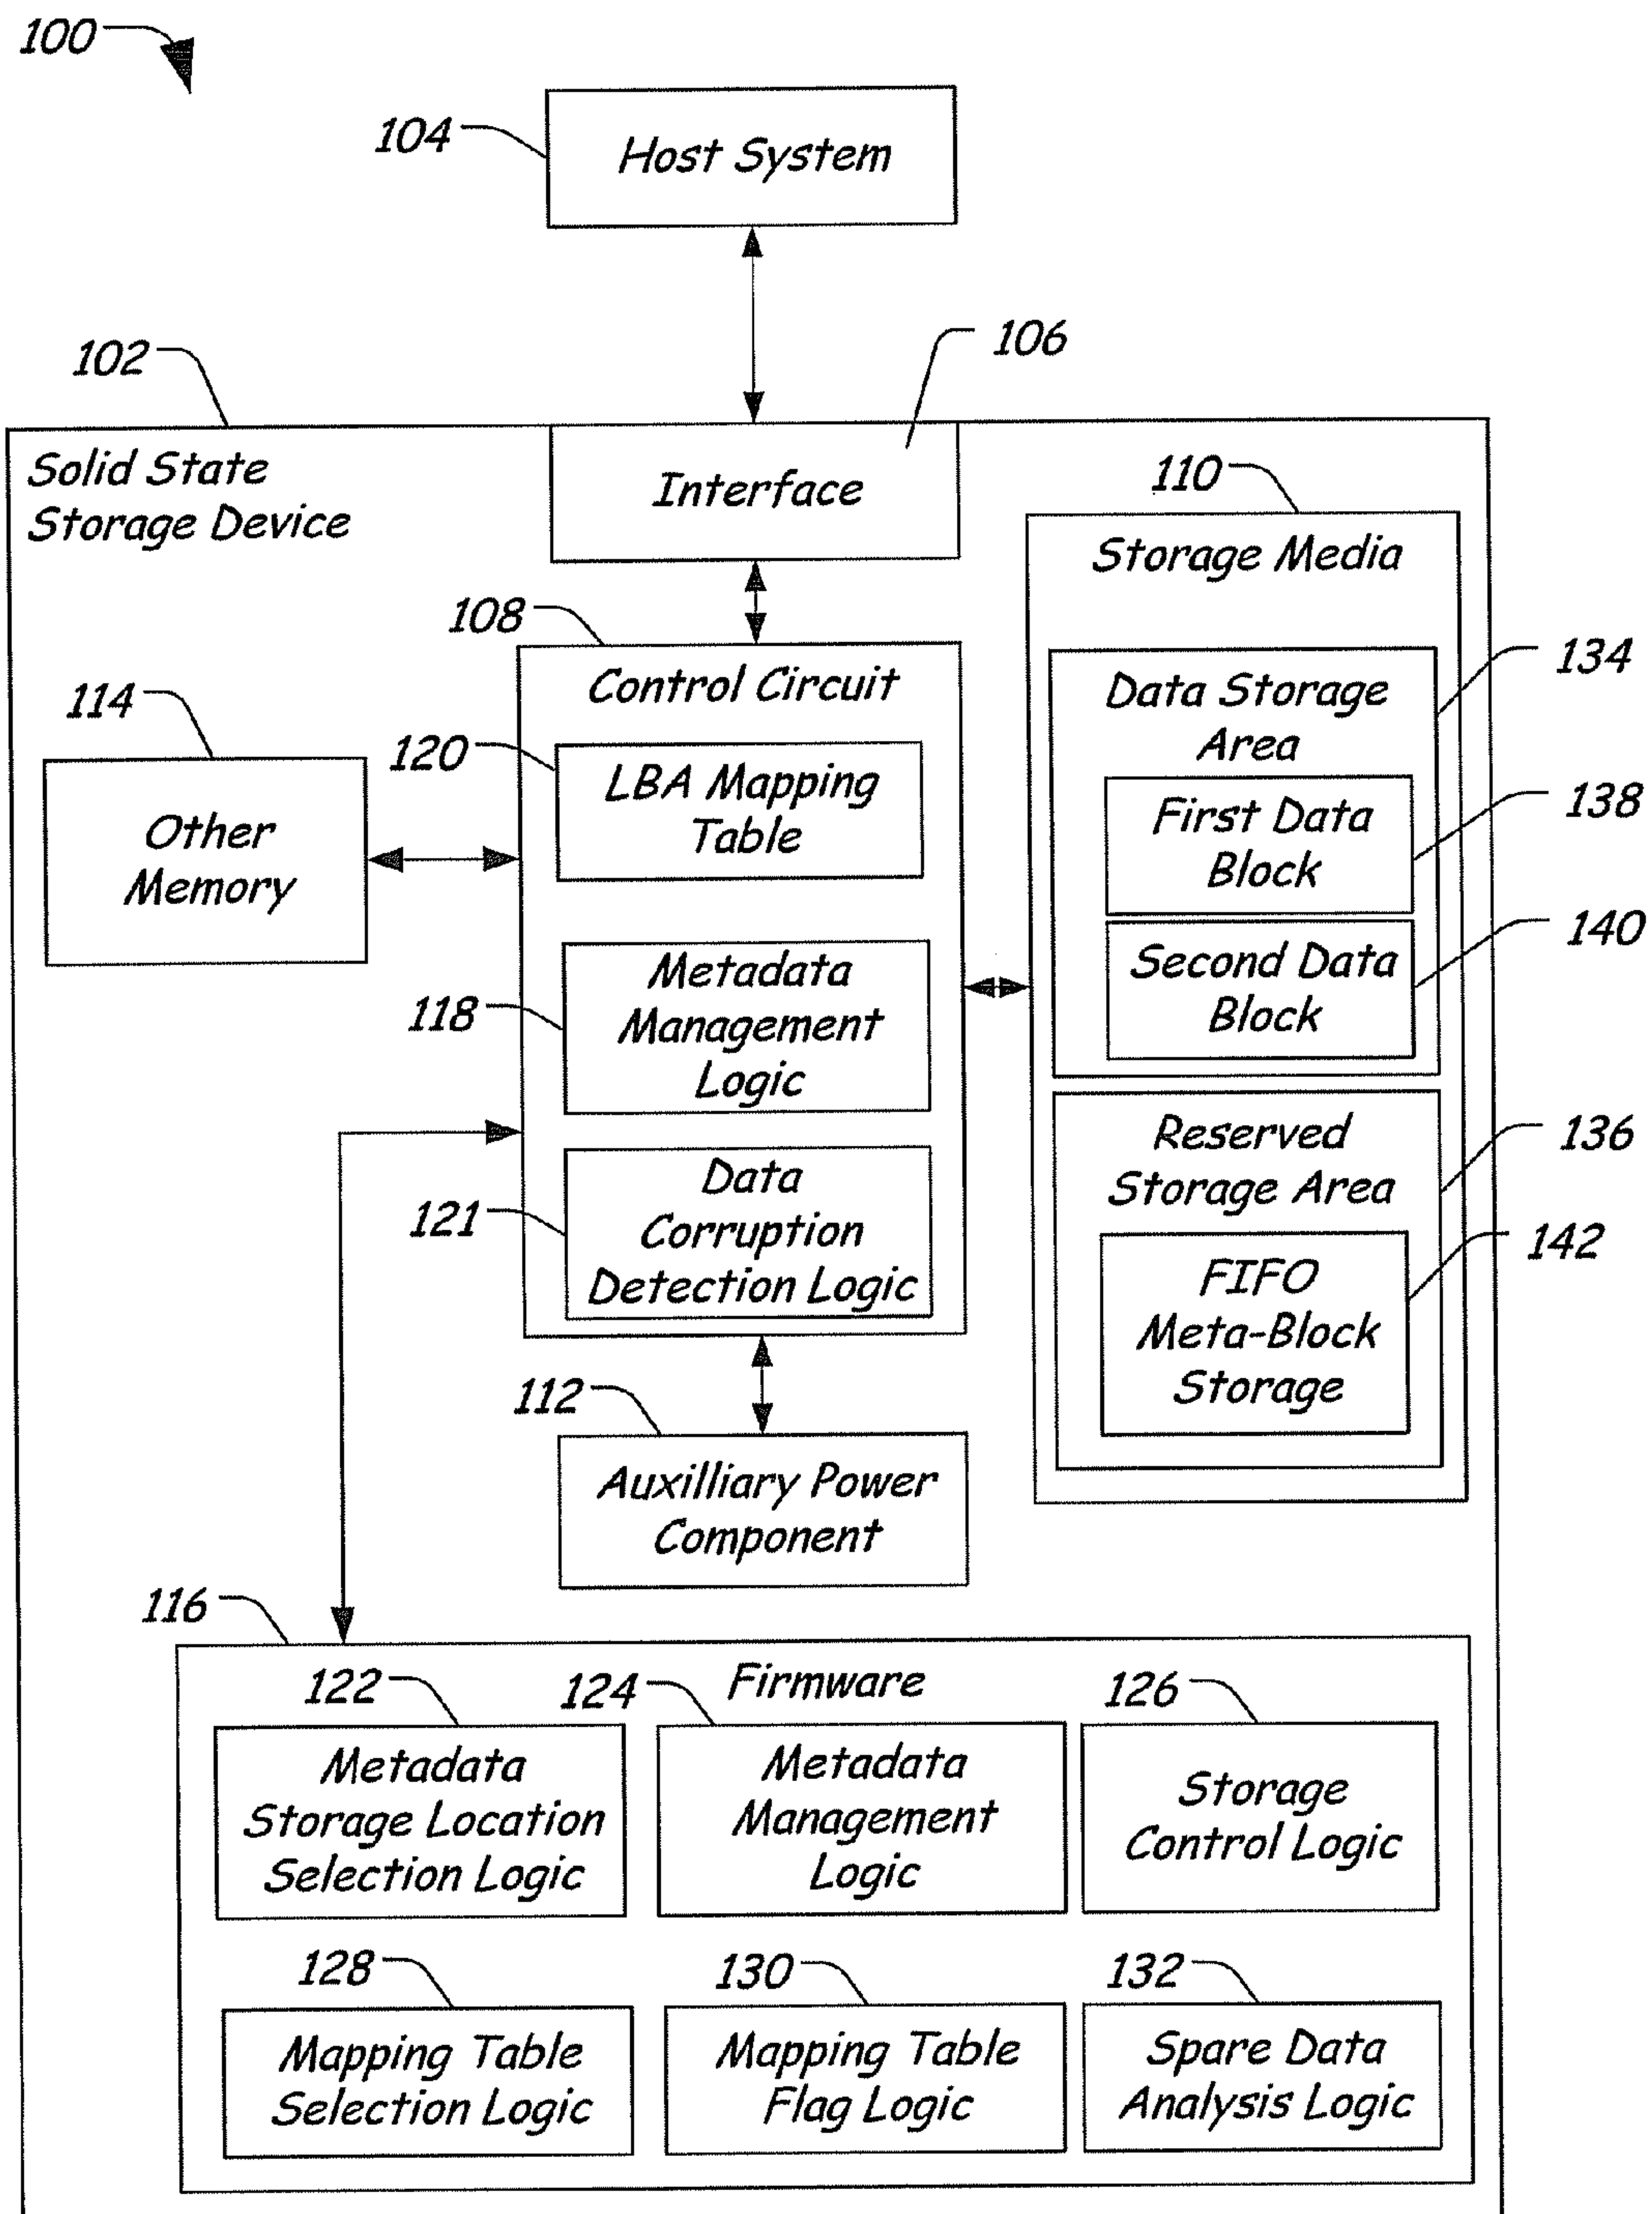 100
104
Host System
106
102
Solid State
Storage Device
Interface
110
Storage Media
108
Control Circuit
134
Data Storage
Area
114
120
LBA Mapping
Table
138
First Data
Block
Other
Memory
140
Second Data
Block
118
Metadata
Management
Logic
136
Reserved
Storage Area
121
Data
Corruption
Detection Logic
142
FIFO
Meta-Block
Storage
112
Auxilliary Power
Component
116
Firmware
122
124
126
Metadata
Storage Location
Selection Logic
Metadata
Management
Logic
Storage
Control Logic
128
130
132
Mapping Table
Selection Logic
Mapping Table
Flag Logic
Spare Data
Analysis Logic